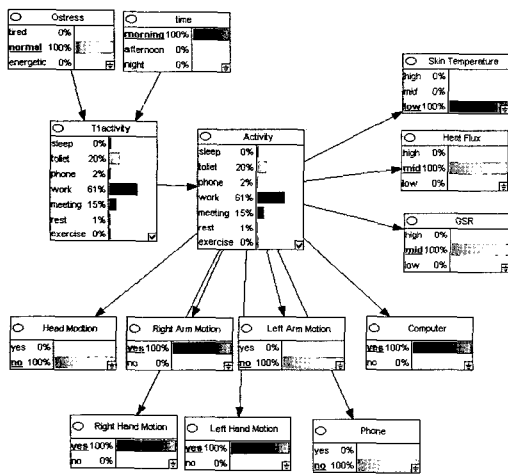 Ostress
tired 0%
normal 100%
energetic 0%
time
morning 100%
afternoon 0%
night 0%
Skin Temperature
high 0%
mid 0%
low 100%
T1activity
sleep 0%
toilet 20%
phone 2%
work 61%
meeting 15%
rest 1%
exercise 0%
Activity
sleep 0%
toilet 20%
phone 2%
work 61%
meeting 15%
rest 1%
exercise 0%
Heat Flux
high 0%
mid 100%
low 0%
GSR
high 0%
mid 100%
low 0%
Head Modtion
yes 0%
no 100%
Right Arm Motion
yes 100%
no 0%
Left Arm Motion
yes 0%
no 100%
Computer
yes 100%
no 0%
Right Hand Motion
yes 100%
no 0%
Left Hand Motion
yes 100%
no 0%
Phone
yes 0%
no 100%